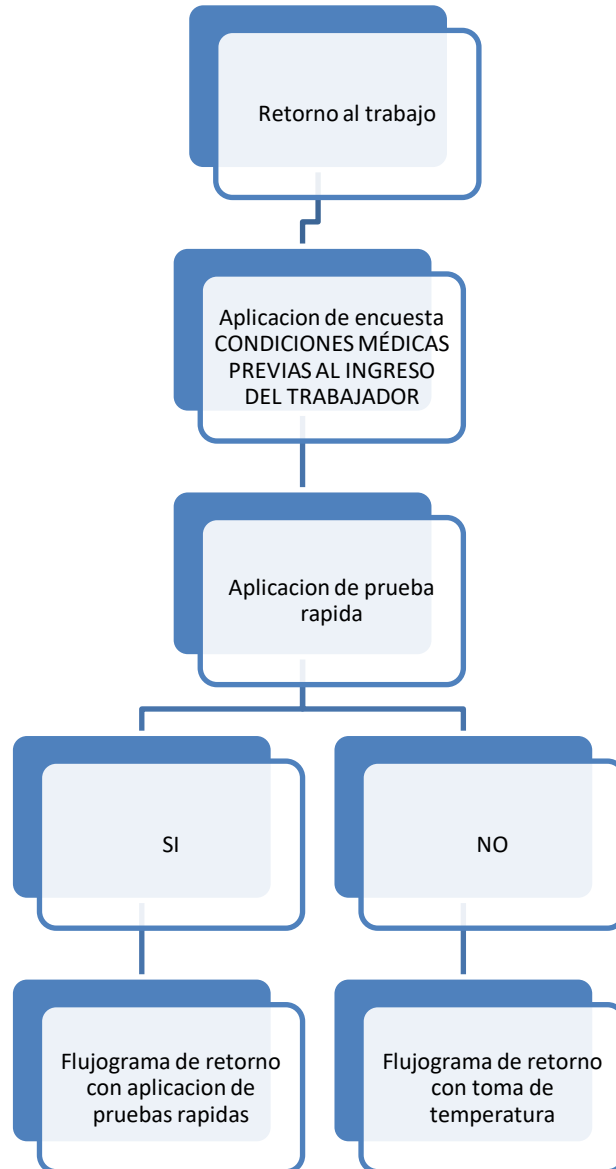 Retorno al trabajo
Aplicacion de encuesta
CONDICIONES MÉDICAS
PREVIAS AL INGRESO
DEL TRABAJADOR
Aplicacion de prueba
rapida
SI
NO
Flujograma de retorno
con aplicacion de
pruebas rapidas
Flujograma de retorno
con toma de
temperatura